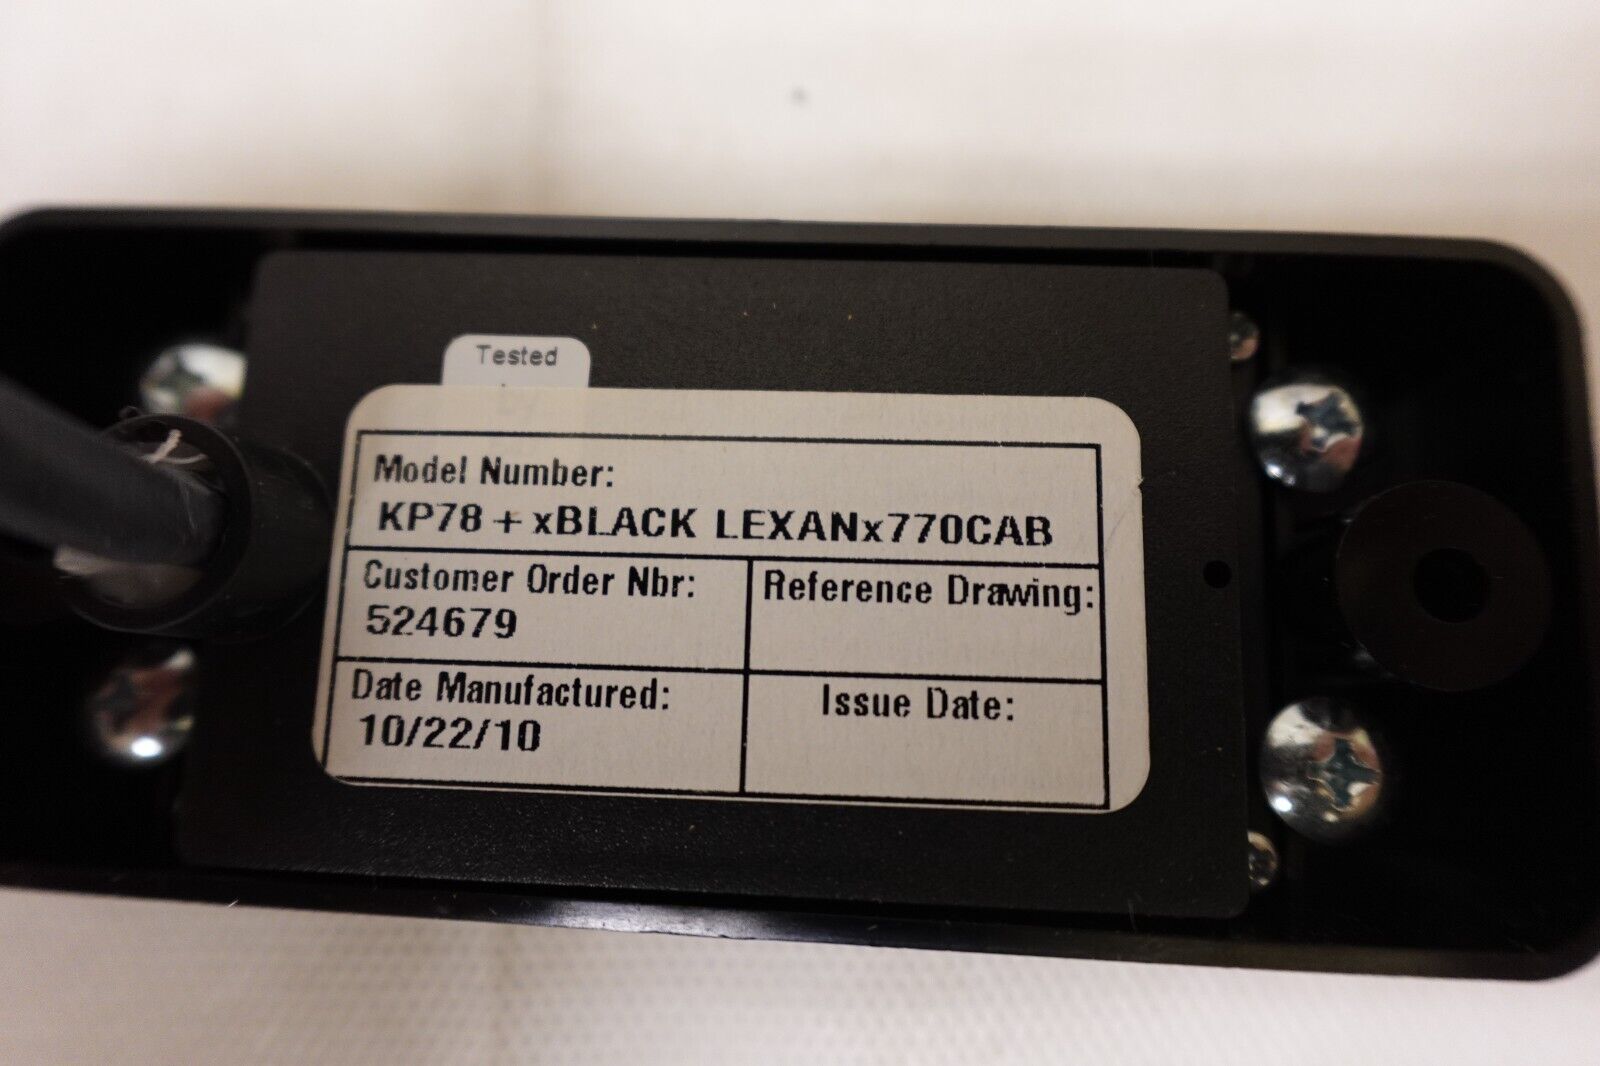 Tested
Model Number:
KP78 + xBLACK LEXANx770CAB
Customer Order Nbr:
524679
Reference Drawing:
Date Manufactured:
10/22/10
Issue Date: